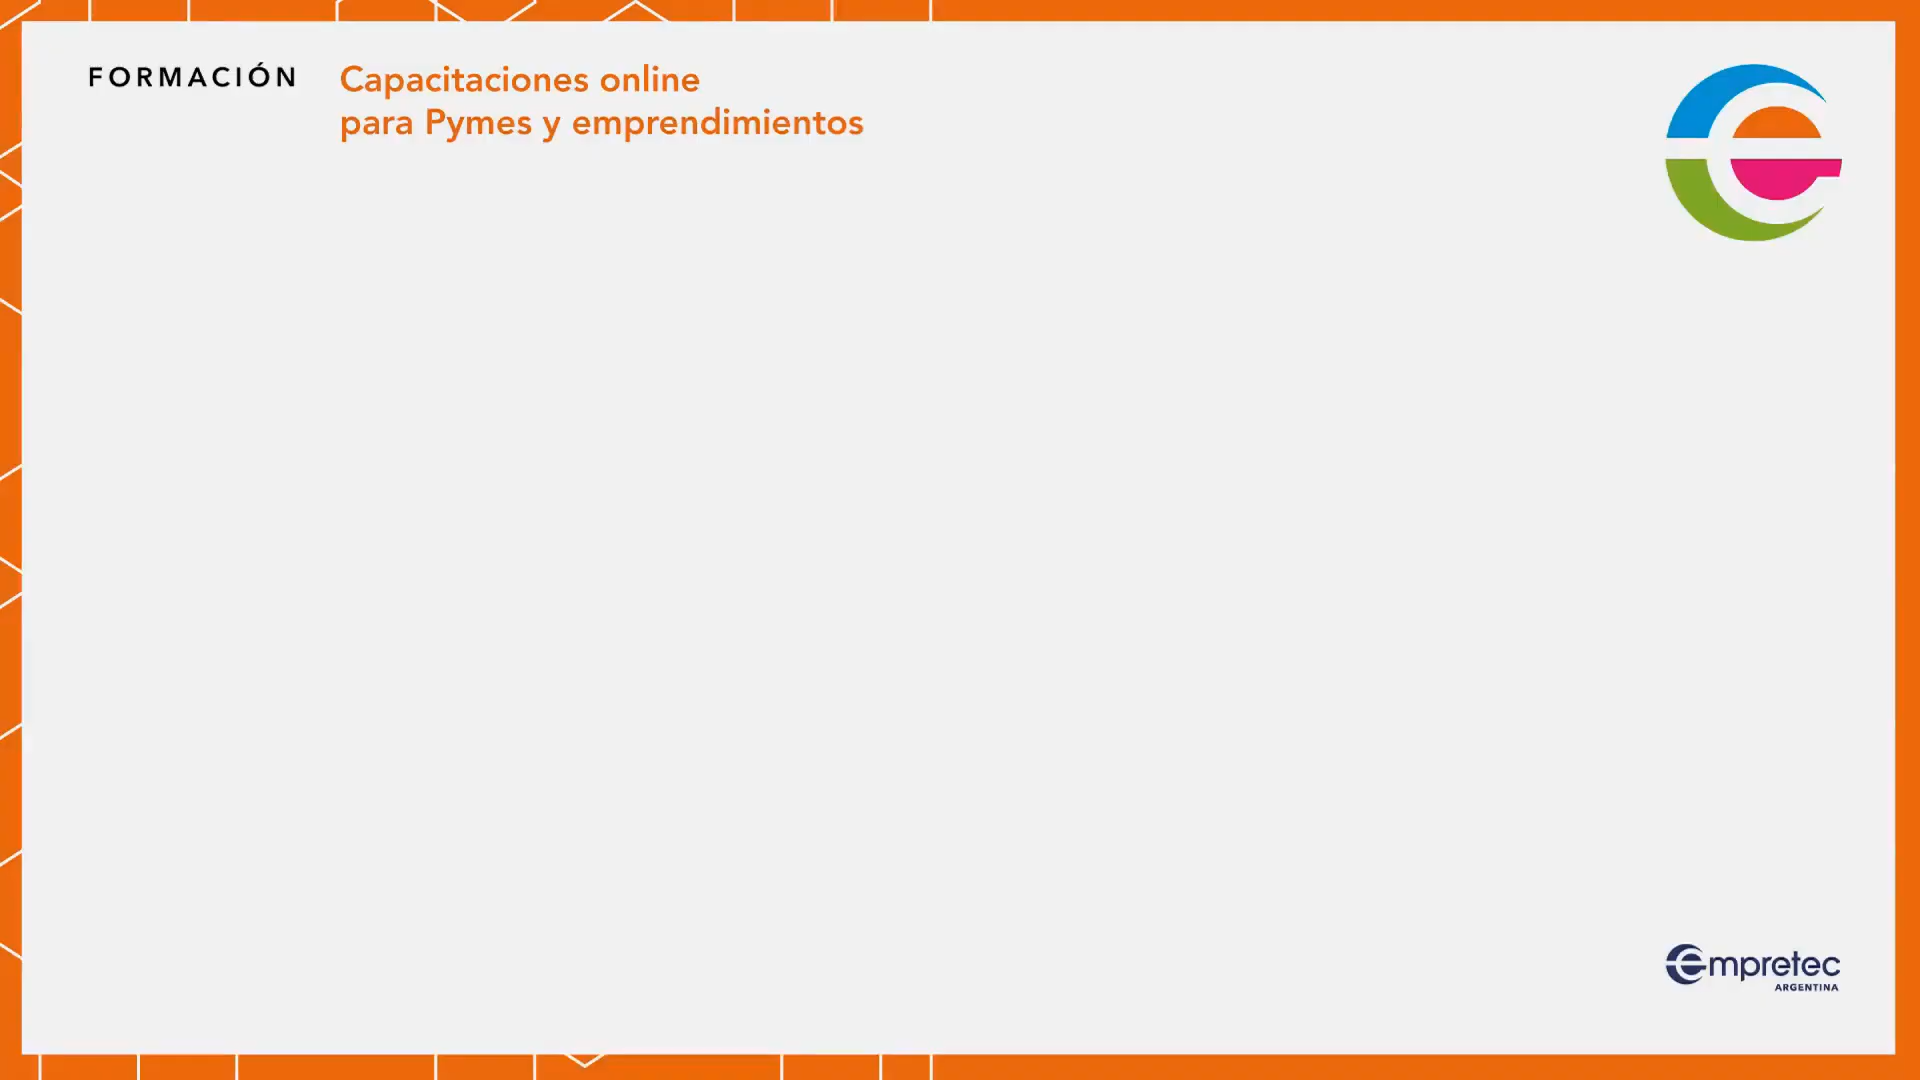 FORMACIÓN
Capacitaciones online
para Pymes y emprendimientos
empretec
ARGENTINA